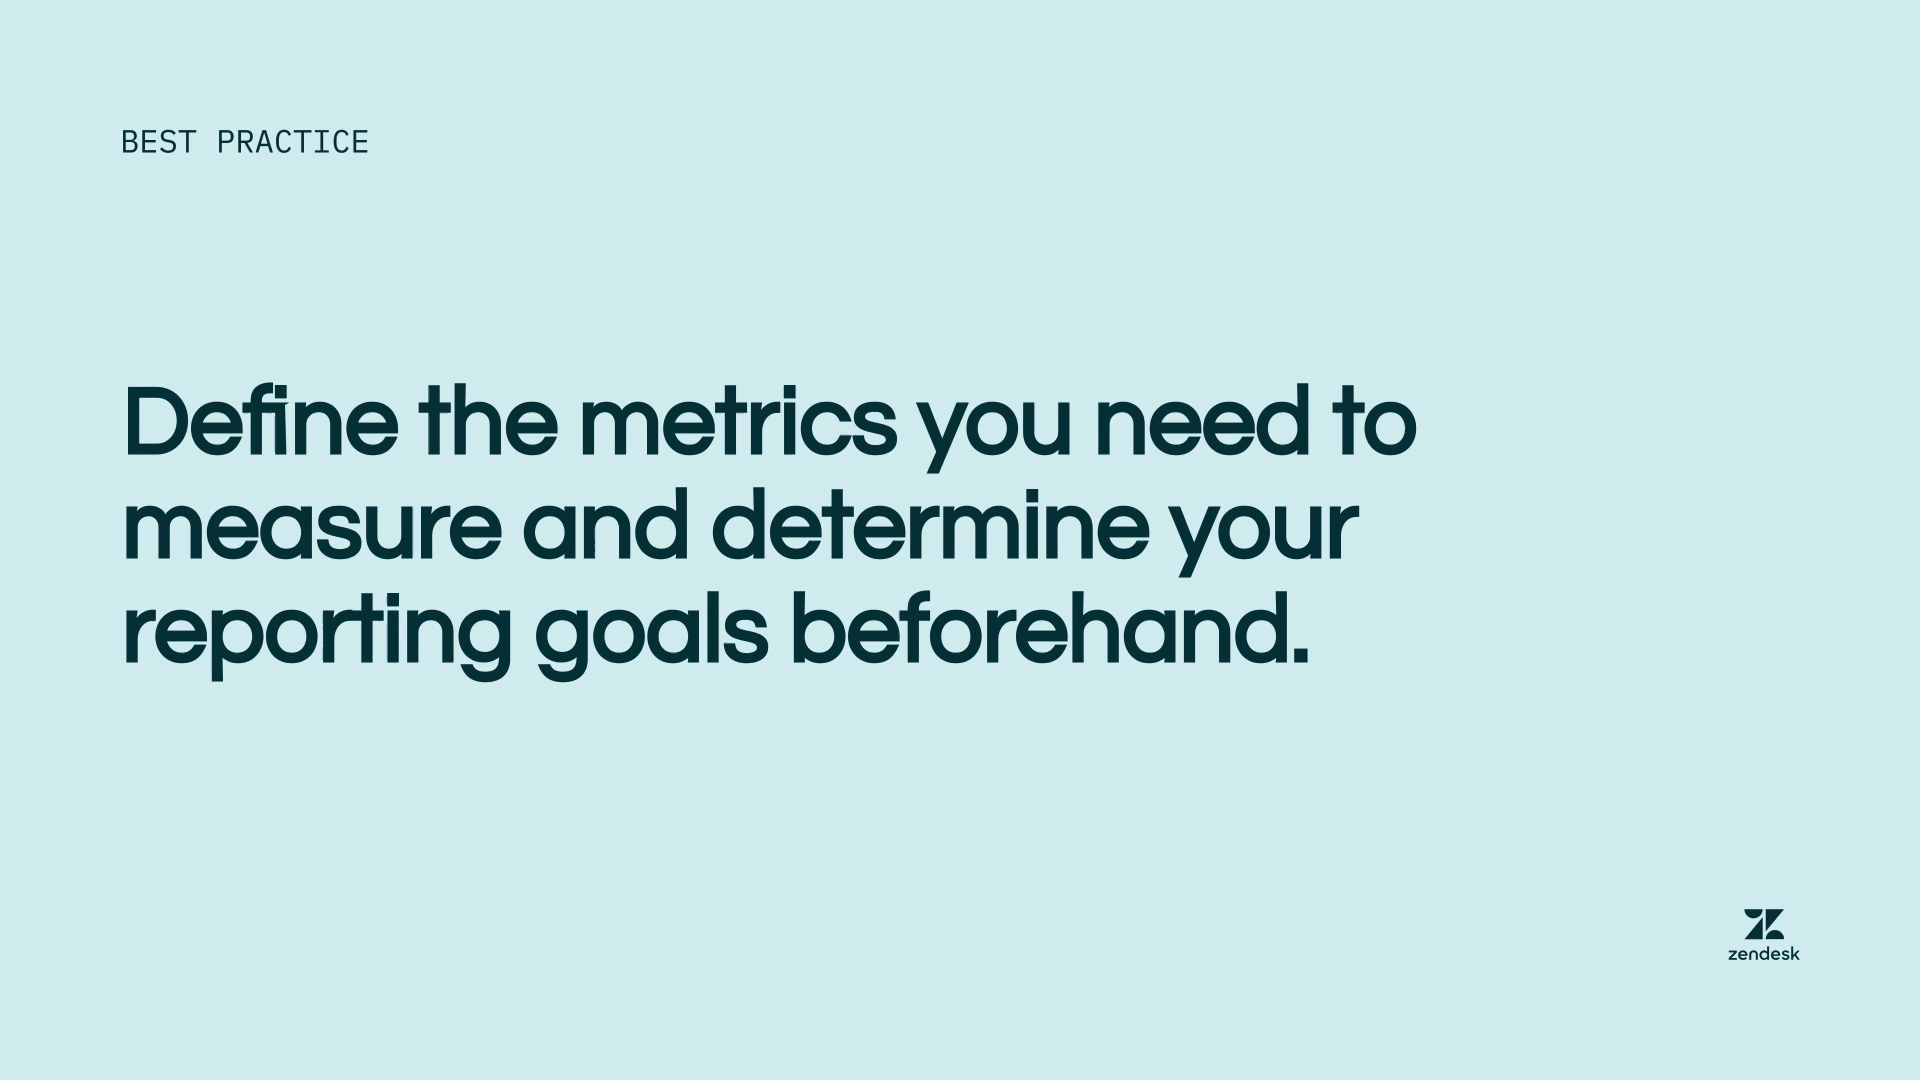 BEST PRACTICE
Define the metrics you need to
measure and determine your
reporting goals beforehand.
zendesk